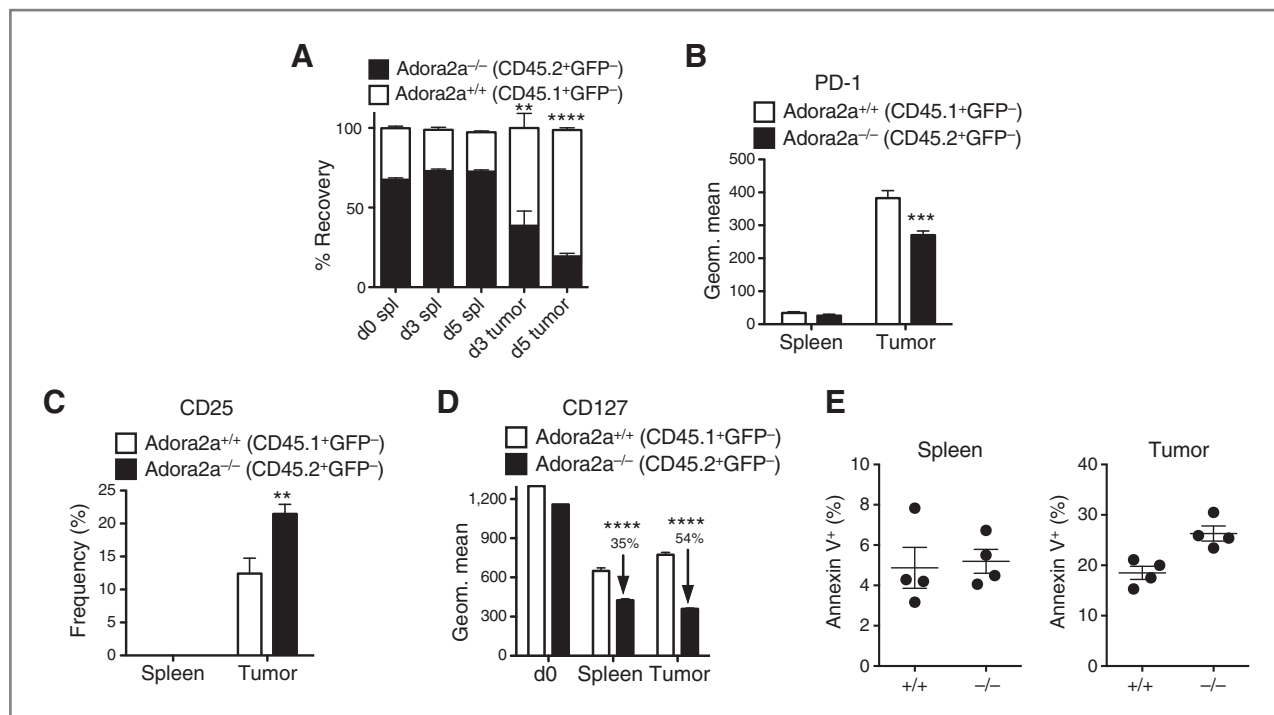 A
Adora2a⁻/⁻ (CD45.2⁺GFP⁻)
Adora2a⁺/⁺ (CD45.1⁺GFP⁻)
** ****
100
50
0
% Recovery
d0 spl
d3 spl
d5 spl
d3 tumor
d5 tumor
B
PD-1
Adora2a⁺/⁺ (CD45.1⁺GFP⁻)
Adora2a⁻/⁻ (CD45.2⁺GFP⁻)
500
400
300
200
100
0
Geom. mean
***
Spleen Tumor
C
CD25
Adora2a⁺/⁺ (CD45.1⁺GFP⁻)
Adora2a⁻/⁻ (CD45.2⁺GFP⁻)
25
20
15
10
5
0
Frequency (%)
**
Spleen Tumor
D
CD127
Adora2a⁺/⁺ (CD45.1⁺GFP⁻)
Adora2a⁻/⁻ (CD45.2⁺GFP⁻)
1,200
900
600
300
0
Geom. mean
**** ****
35% 54%
d0 Spleen Tumor
E
Spleen
10
8
6
4
2
0
Annexin V⁺ (%)
+/+ –/–
Tumor
40
30
20
10
0
Annexin V⁺ (%)
+/+ –/–